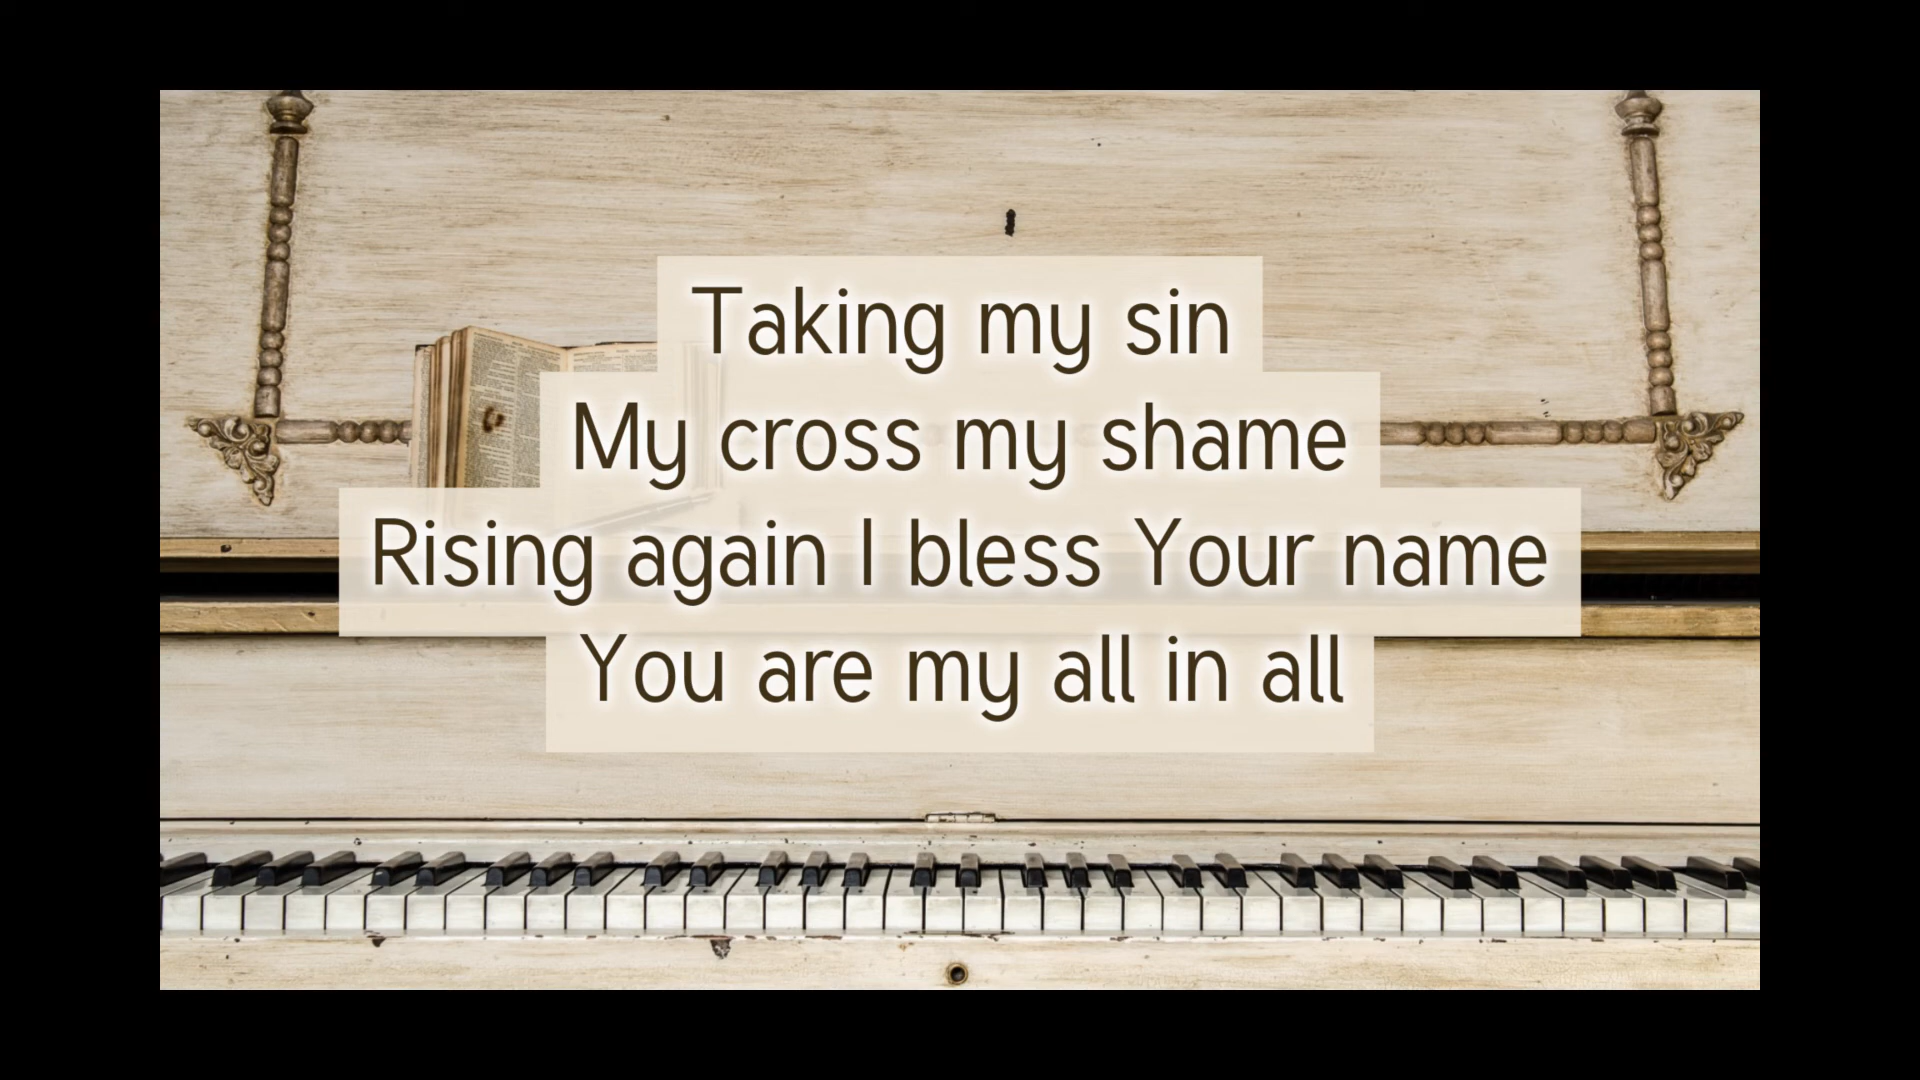 Taking my sin
My cross my shame
Rising again I bless Your name
You are my all in all